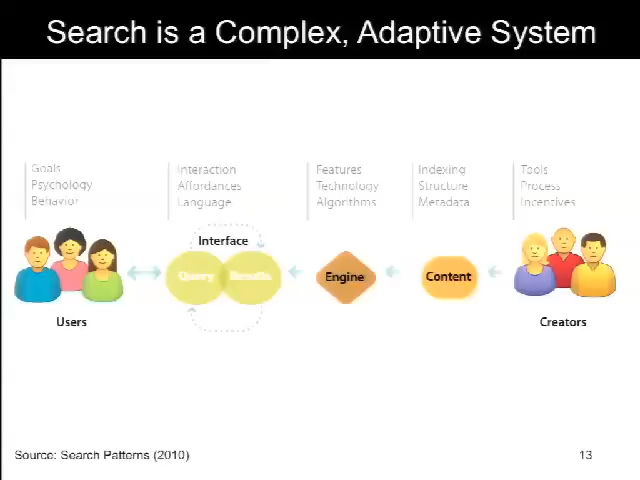 Search is a Complex, Adaptive System
Goals
Psychology
Behavior
Interaction
Affordances
Language
Features
Technology
Algorithms
Indexing
Structure
Metadata
Tools
Process
Incentives
Interface
Query
Results
Engine
Content
Users
Creators
Source: Search Patterns (2010)
13